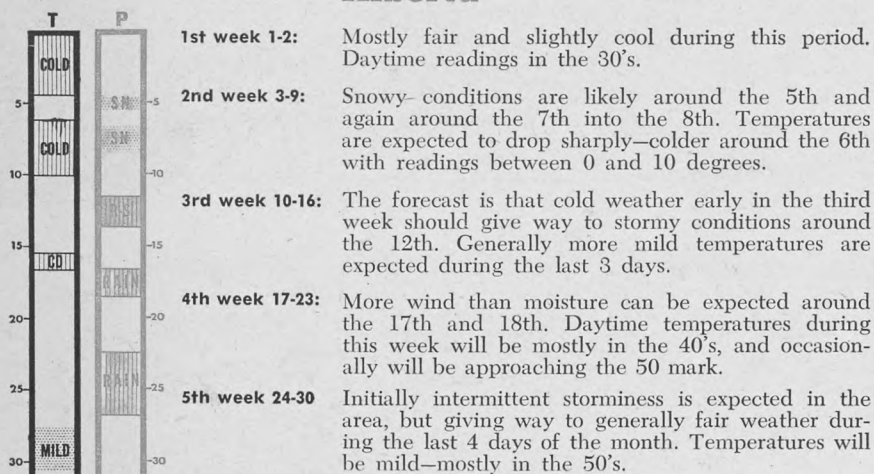 T P
1st week 1-2: Mostly fair and slightly cool during this period.
Daytime readings in the 30's.
COLD
5- SN -5
2nd week 3-9: Snowy conditions are likely around the 5th and
again around the 7th into the 8th. Temperatures
are expected to drop sharply—colder around the 6th
with readings between 0 and 10 degrees.
COLD SN
10- -10
3rd week 10-16: The forecast is that cold weather early in the third
week should give way to stormy conditions around
the 12th. Generally more mild temperatures are
expected during the last 3 days.
15- -15
CD RAIN
4th week 17-23: More wind than moisture can be expected around
the 17th and 18th. Daytime temperatures during
this week will be mostly in the 40's, and occasion-
ally will be approaching the 50 mark.
20- -20
RAIN
25- -25
5th week 24-30 Initially intermittent storminess is expected in the
area, but giving way to generally fair weather dur-
ing the last 4 days of the month. Temperatures will
be mild—mostly in the 50's.
MILD
30- -30